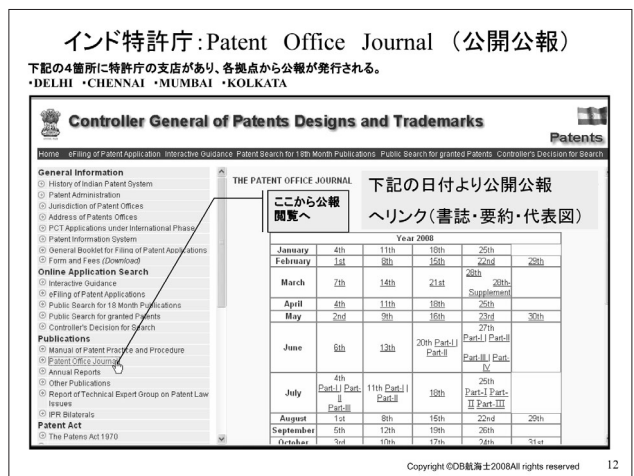 インド特許庁:Patent Office Journal (公開公報)
下記の4箇所に特許庁の支店があり、各拠点から公報が発行される。
・DELHI ・CHENNAI ・MUMBAI ・KOLKATA
Controller General of Patents Designs and Trademarks
Patents
Home eFiling of Patent Application Interactive Guidance Patent Search for 18th Month Publications Public Search for granted Patents Controller's Decision for Search
General Information
History of Indian Patent System
Patent Administration
Jurisdiction of Patent Offices
Address of Patents Offices
PCT Applications under International Phase
Patent Information System
General Booklet for Filing of Patent Applications
Form and Fees (Download)
Online Application Search
Interactive Guidance
eFiling of Patent Applications
Public Search for 18 Month Publications
Public Search for granted Patents
Controller's Decision for Search
Publications
Manual of Patent Practice and Procedure
Patent Office Journal
Annual Reports
Other Publications
Report of Technical Expert Group on Patent Law
Issues
IPR Bilaterals
Patent Act
The Patens Act 1970
THE PATENT OFFICE JOURNAL
ここから公報
閲覧へ
下記の日付より公開公報
へリンク(書誌・要約・代表図)
Year 2008
January 4th 11th 18th 25th
February 1st 8th 15th 22nd 29th
March 7th 14th 21st 28th 28th-Supplement
April 4th 11th 18th 25th
May 2nd 9th 16th 23rd 30th
June 6th 13th 20th Part-I | Part-II 27th Part-I | Part-II Part-III | Part-IV
July 4th Part-I | Part-II Part-III 11th Part-I | Part-II 18th 25th Part-I Part-II Part-III
August 1st 8th 15th 22nd 29th
September 5th 12th 19th 26th
October 3rd 10th 17th 24th 31st
Copyright ©DB航海士2008All rights reserved
12